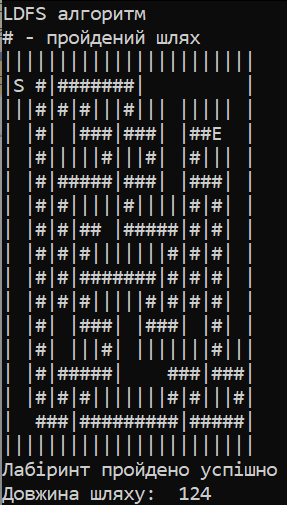 LDFS алгоритм
# - пройдений шлях
|||||||||||||||||||||||
|S #|#######|         |
|||#|#|#|||#||| ||||| |
| |#| |###|###| |##E  |
| |#|||||#|||#| |#||| |
| |#|#####|###| |###| |
| |#|#|||||#|||||#|#| |
| |#|#|## |#####|#|#| |
| |#|#|#|||||||#|#|#| |
| |#|#|#######|#|#|#| |
| |#|#|#|||||#|#|#|#| |
| |#| |###| |###| |#| |
| |#| |||#| |||||||#|||
| |#|#####|    ###|###|
| |#|#|#|||||||#|#|||#|
|  ###|#########|#####|
|||||||||||||||||||||||
Лабіринт пройдено успішно
Довжина шляху:  124